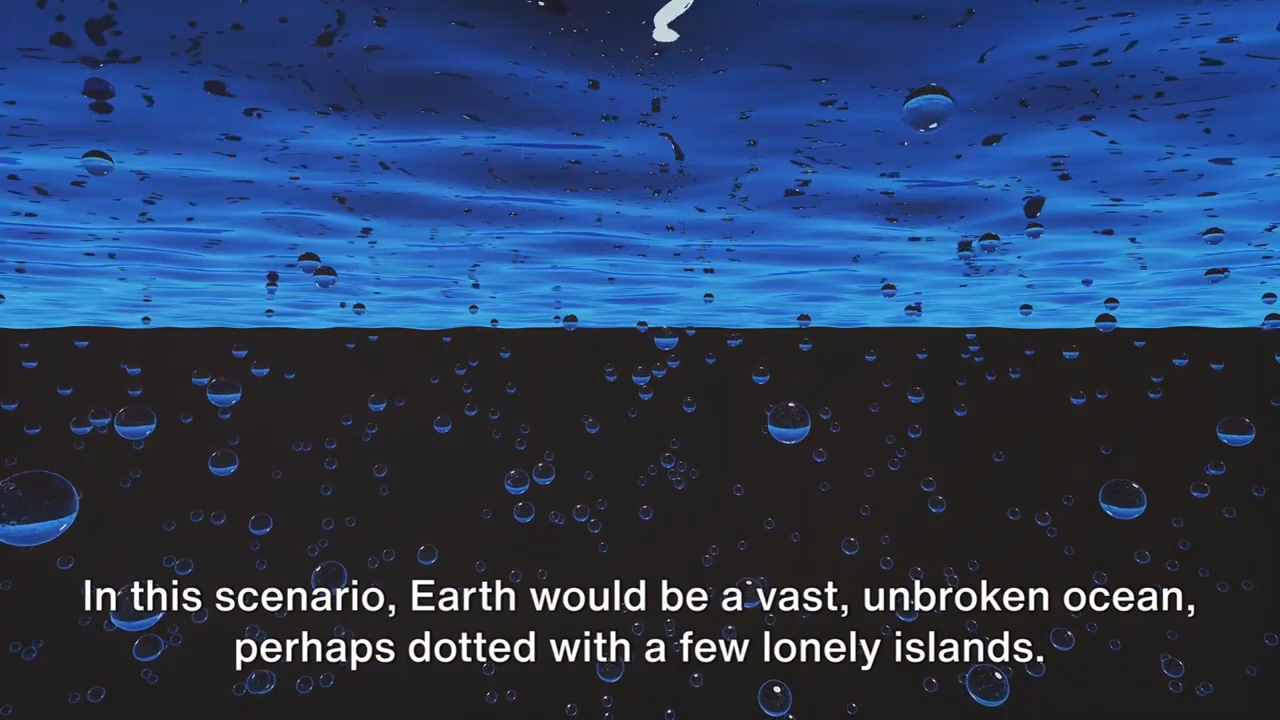 In this scenario, Earth would be a vast, unbroken ocean,
perhaps dotted with a few lonely islands.